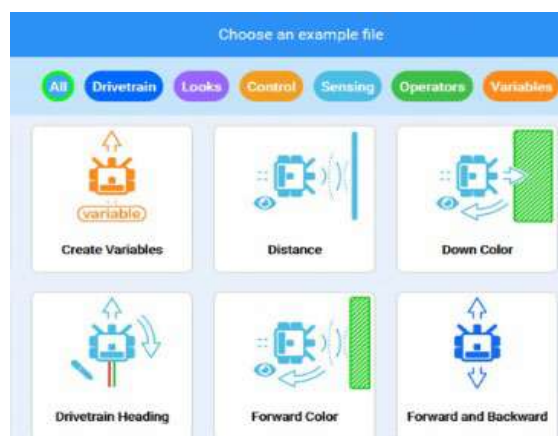 Choose an example file
All Drivetrain Looks Control Sensing Operators Variables
(variable)
Create Variables Distance Down Color
Drivetrain Heading Forward Color Forward and Backward